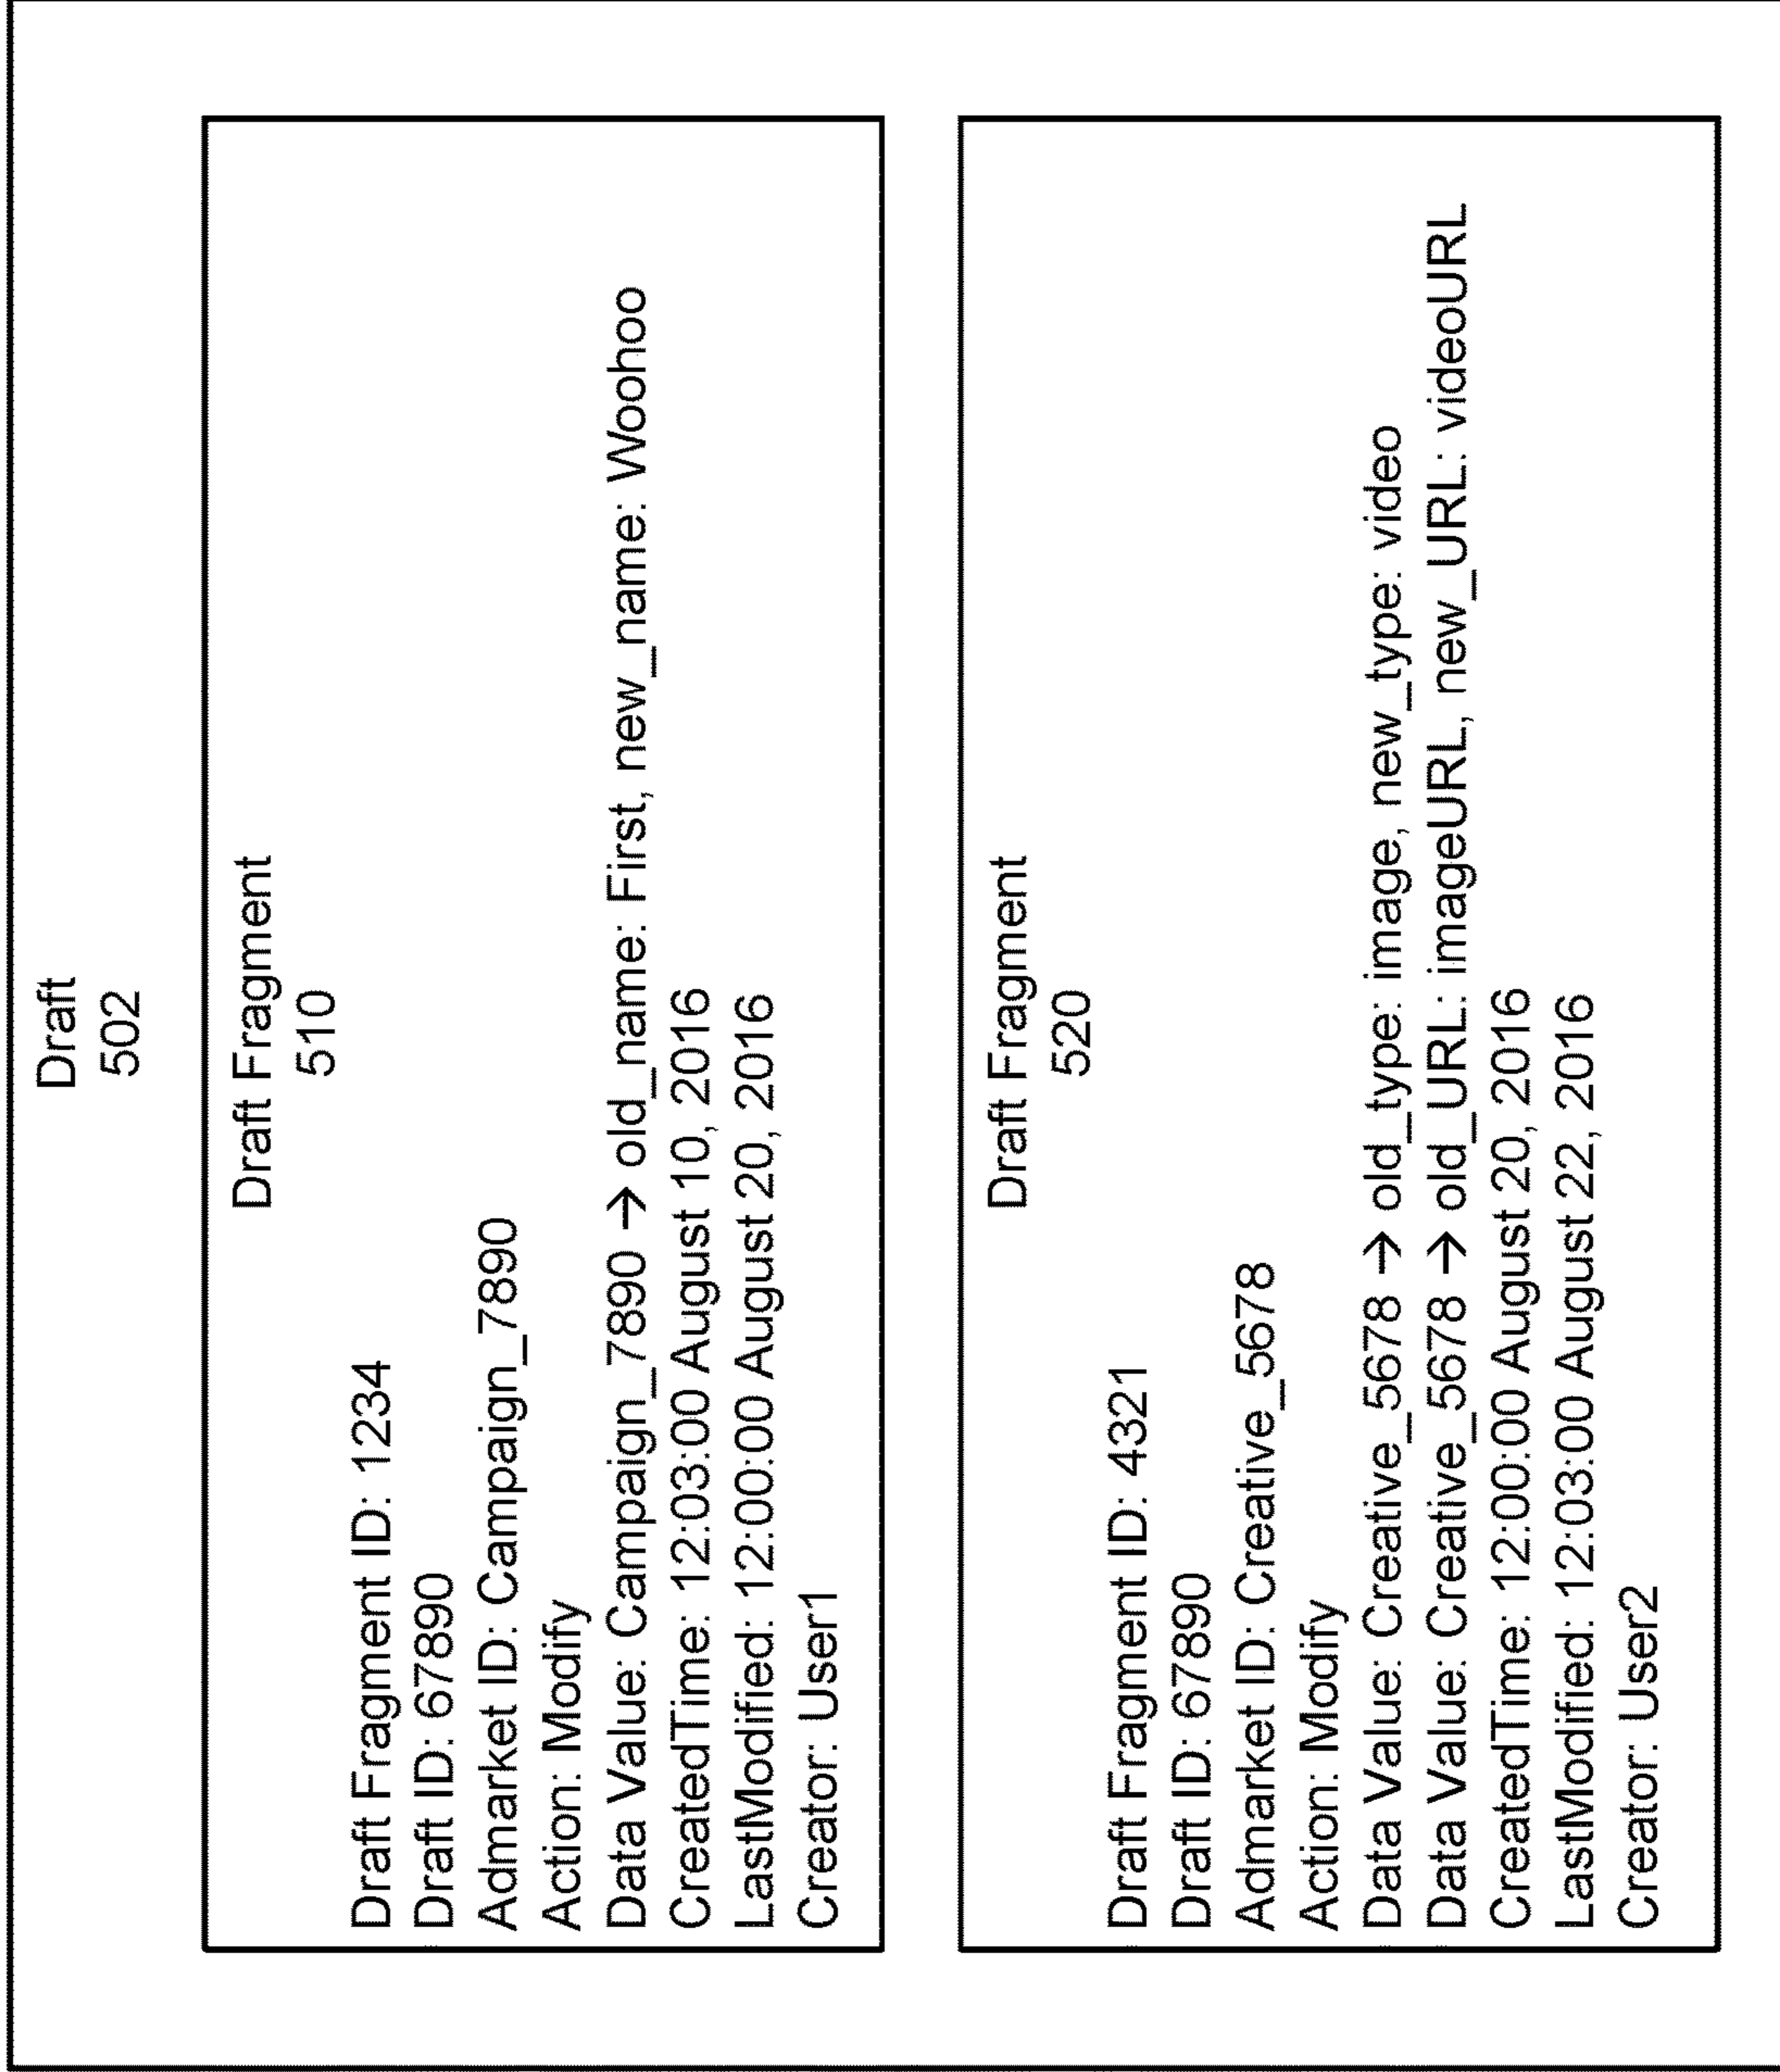 Draft
502
Draft Fragment
510
Draft Fragment ID: 1234
Draft ID: 67890
Admarket ID: Campaign_7890
Action: Modify
Data Value: Campaign_7890 → old_name: First, new_name: Woohoo
CreatedTime: 12:03:00 August 10, 2016
LastModified: 12:00:00 August 20, 2016
Creator: User1
Draft Fragment
520
Draft Fragment ID: 4321
Draft ID: 67890
Admarket ID: Creative_5678
Action: Modify
Data Value: Creative_5678 → old_type: image, new_type: video
Data Value: Creative_5678 → old_URL: imageURL, new_URL: videoURL
CreatedTime: 12:00:00 August 20, 2016
LastModified: 12:03:00 August 22, 2016
Creator: User2